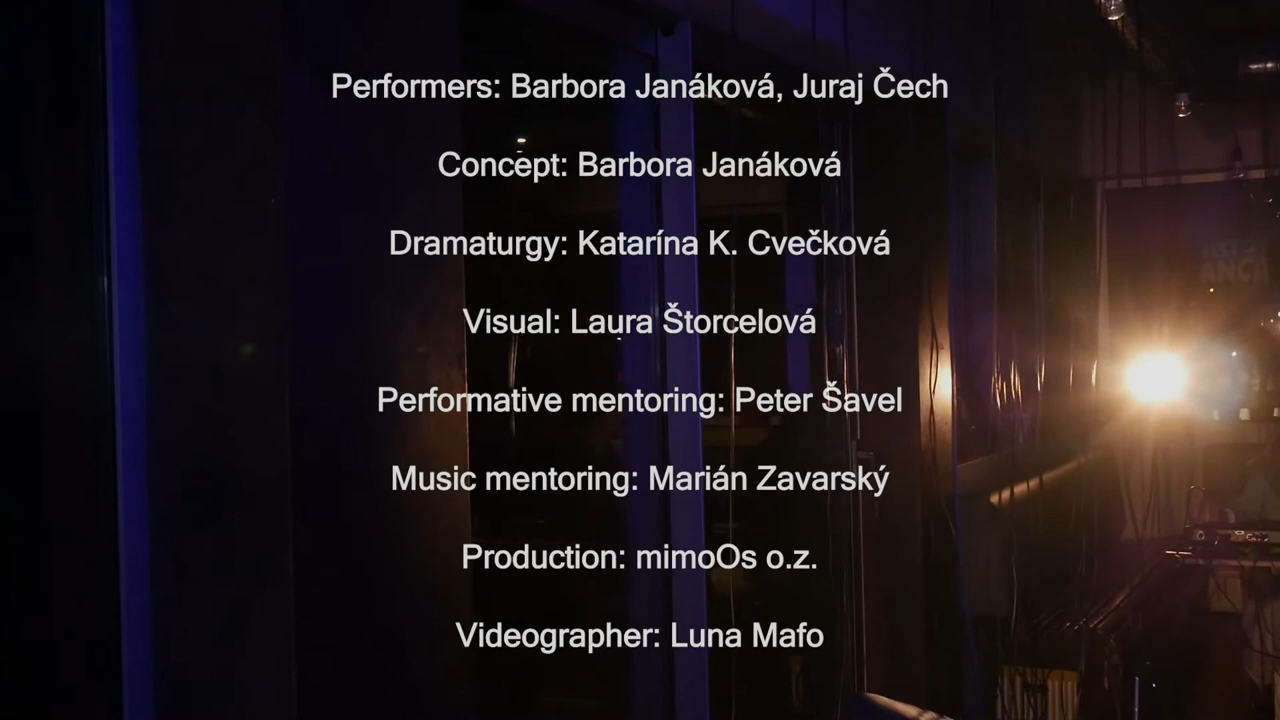 Performers: Barbora Janáková, Juraj Čech
Concept: Barbora Janáková
Dramaturgy: Katarína K. Cvečková
Visual: Laura Štorcelová
Performative mentoring: Peter Šavel
Music mentoring: Marián Zavarský
Production: mimoOs o.z.
Videographer: Luna Mafo